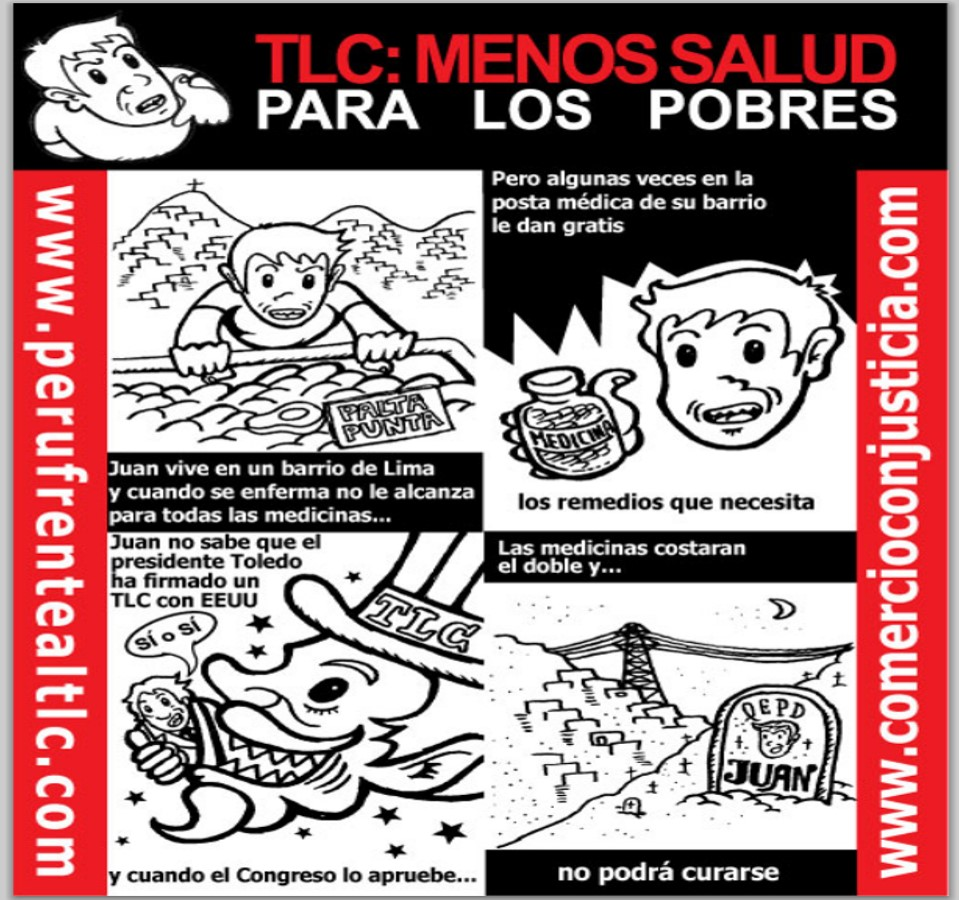 TLC: MENOS SALUD
PARA LOS POBRES
www.perufrentealtlc.com
PALTA
PUNTA
Juan vive en un barrio de Lima
y cuando se enferma no le alcanza
para todas las medicinas...
Pero algunas veces en la
posta médica de su barrio
le dan gratis
MEDICINA
los remedios que necesita
Juan no sabe que el
presidente Toledo
ha firmado un
TLC con EEUU
TLC
SÍ o SÍ
y cuando el Congreso lo apruebe...
Las medicinas costaran
el doble y...
QEPD
JUAN
no podrá curarse
www.comercioconjusticia.com